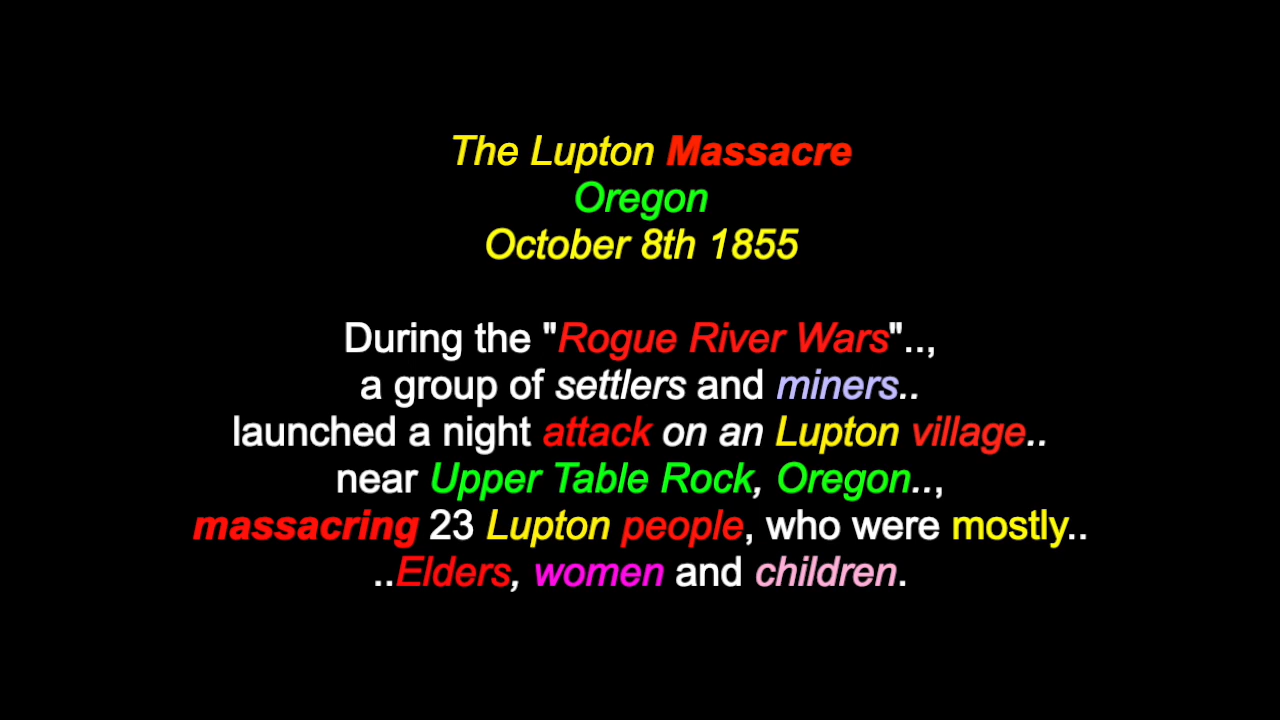 The Lupton Massacre
Oregon
October 8th 1855
During the "Rogue River Wars"..,
a group of settlers and miners..
launched a night attack on an Lupton village..
near Upper Table Rock, Oregon..,
massacring 23 Lupton people, who were mostly..
..Elders, women and children.